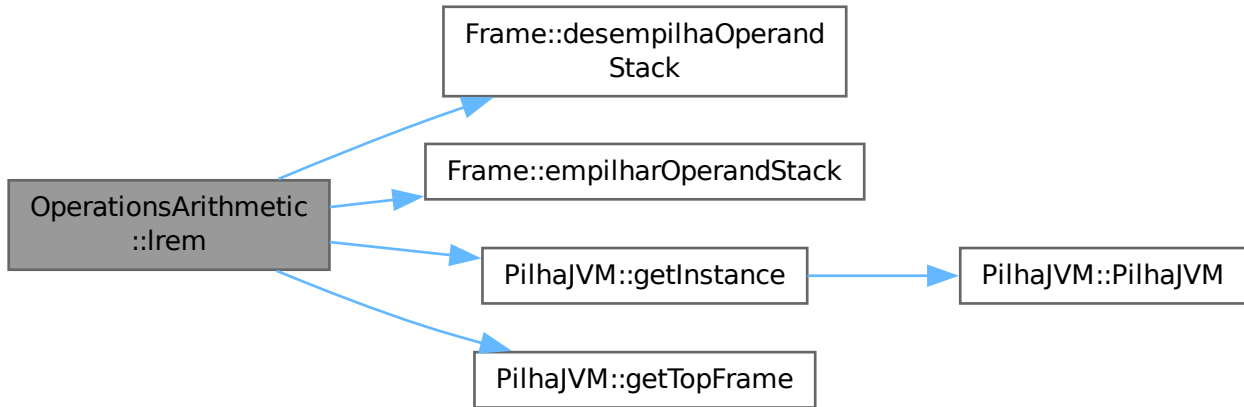 Frame::desempilhaOperand
Stack
Frame::empilharOperandStack
OperationsArithmetic
::lrem
PilhaJVM::getInstance
PilhaJVM::PilhaJVM
PilhaJVM::getTopFrame